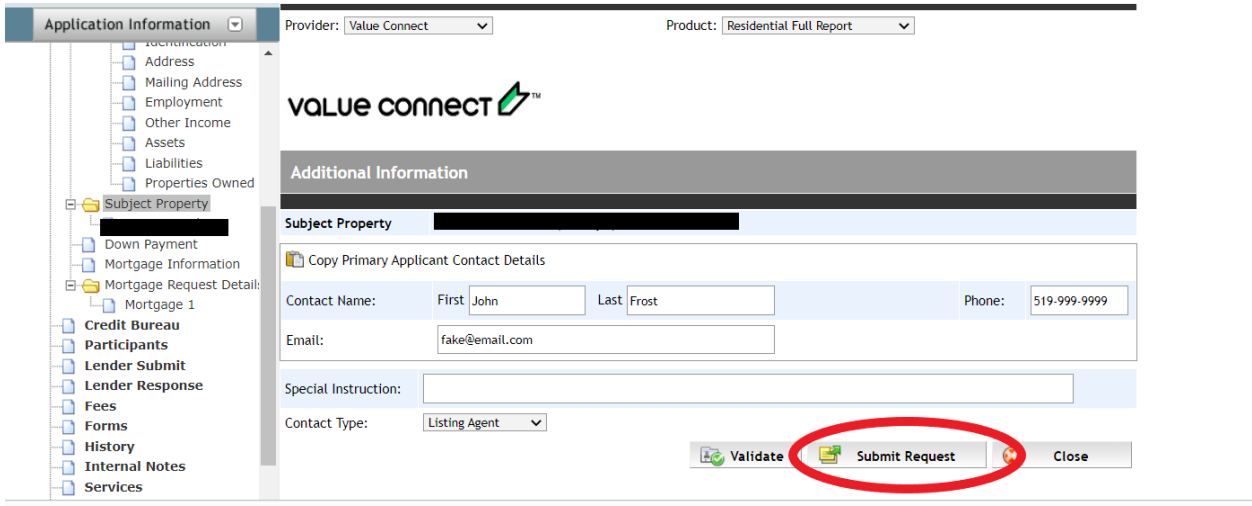 Application Information
Provider: Value Connect Product: Residential Full Report
Identification
Address
Mailing Address
Employment
Other Income
Assets
Liabilities
Properties Owned
Subject Property
Down Payment
Mortgage Information
Mortgage Request Detail
Mortgage 1
Credit Bureau
Participants
Lender Submit
Lender Response
Fees
Forms
History
Internal Notes
Services
VALUE CONNECT™
Additional Information
Subject Property
Copy Primary Applicant Contact Details
Contact Name: First John Last Frost Phone: 519-999-9999
Email: fake@email.com
Special Instruction:
Contact Type: Listing Agent
Validate Submit Request Close